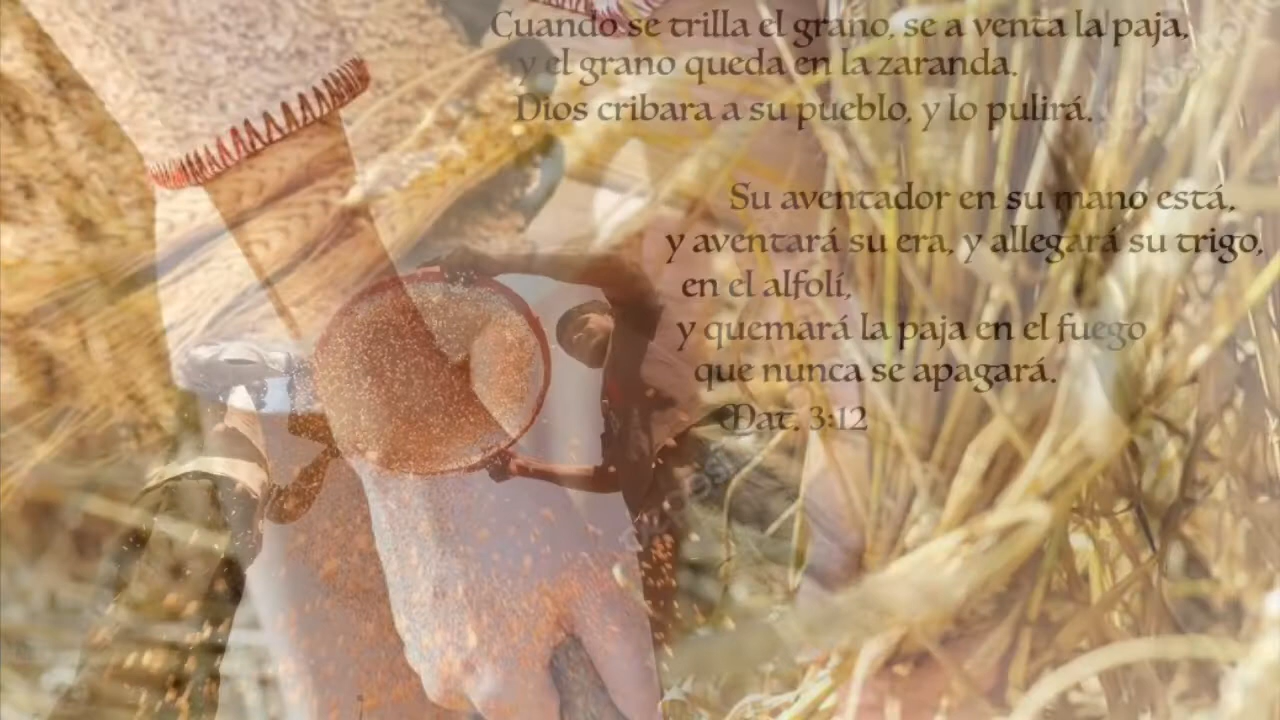 Cuando se trilla el grano, se a venta la paja,
y el grano queda en la zaranda.
Dios cribara a su pueblo, y lo pulirá.
Su aventador en su mano está,
y aventará su era, y allegará su trigo,
en el alfolí,
y quemará la paja en el fuego
que nunca se apagará.
Mat. 3:12